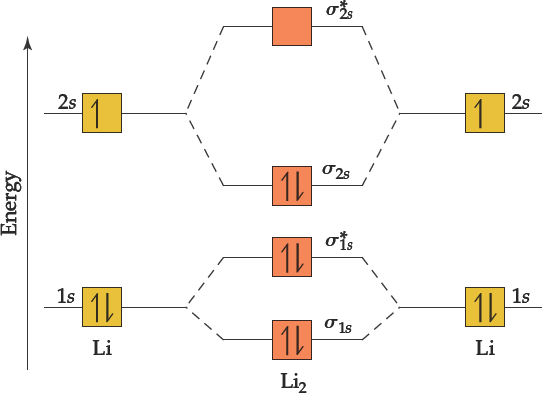 σ*2s
2s 2s
σ2s
Energy
σ*1s
1s 1s
σ1s
Li Li
Li2